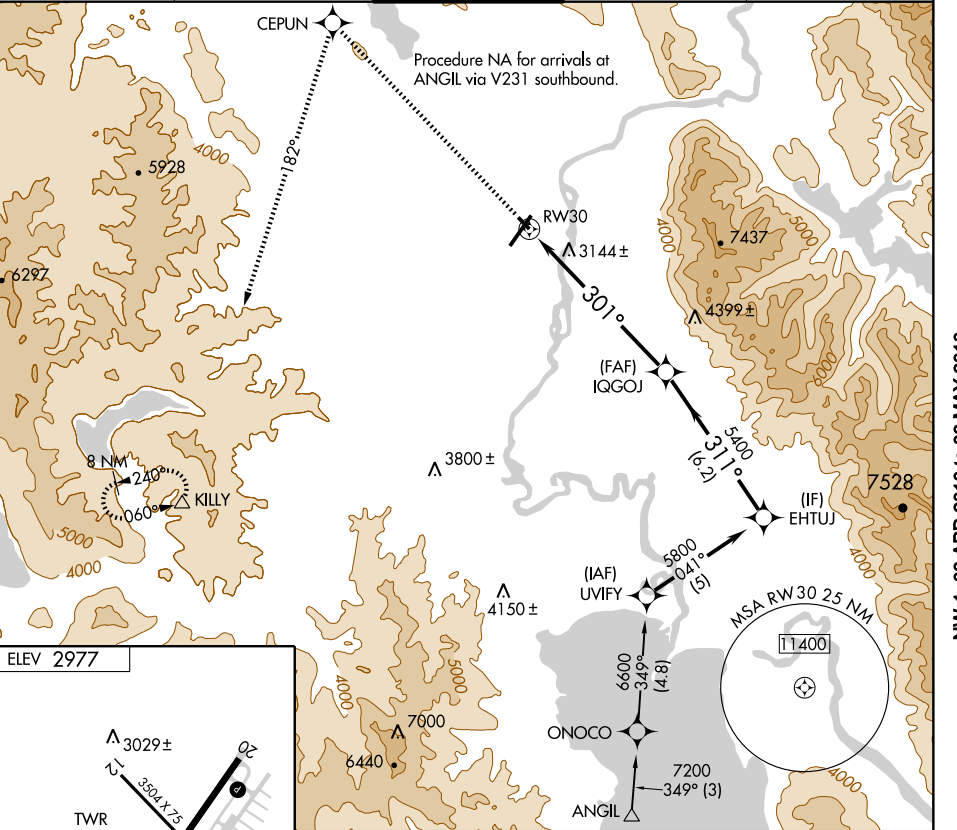 CEPUN
Procedure NA for arrivals at
ANGIL via V231 southbound.
4000
182°
5928
RW30
3144±
7437
5000
4000
6297
4399±
301°
6000
(FAF)
IQGOJ
5400
311°
(6.2)
3800±
8 NM
240°
060°
KILLY
7528
(IF)
EHTUJ
5000
4000
4000
5800
041°
(5)
(IAF)
UVIFY
4150±
MSA RW30 25 NM
11400
ELEV 2977
6600
349°
(4.8)
5000
4000
7000
6440
ONOCO
3029±
20
12
3504 X 75
P
TWR
7200
349° (3)
ANGIL
4000